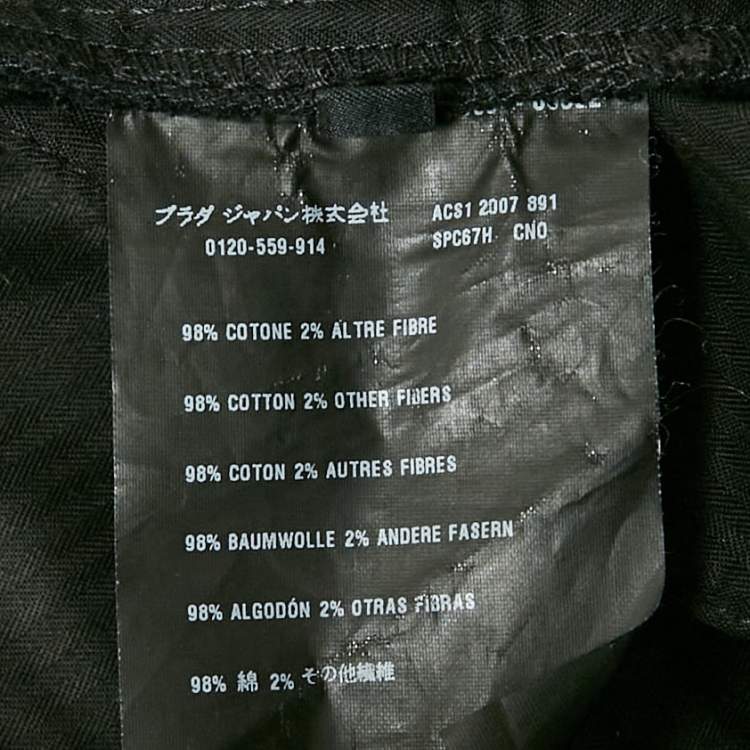 プラダ ジャパン株式会社
0120-559-914
ACS1 2007 891
SPC67H CNO
98% COTONE 2% ALTRE FIBRE
98% COTTON 2% OTHER FIBERS
98% COTON 2% AUTRES FIBRES
98% BAUMWOLLE 2% ANDERE FASERN
98% ALGODÓN 2% OTRAS FIBRAS
98% 綿 2% その他繊維